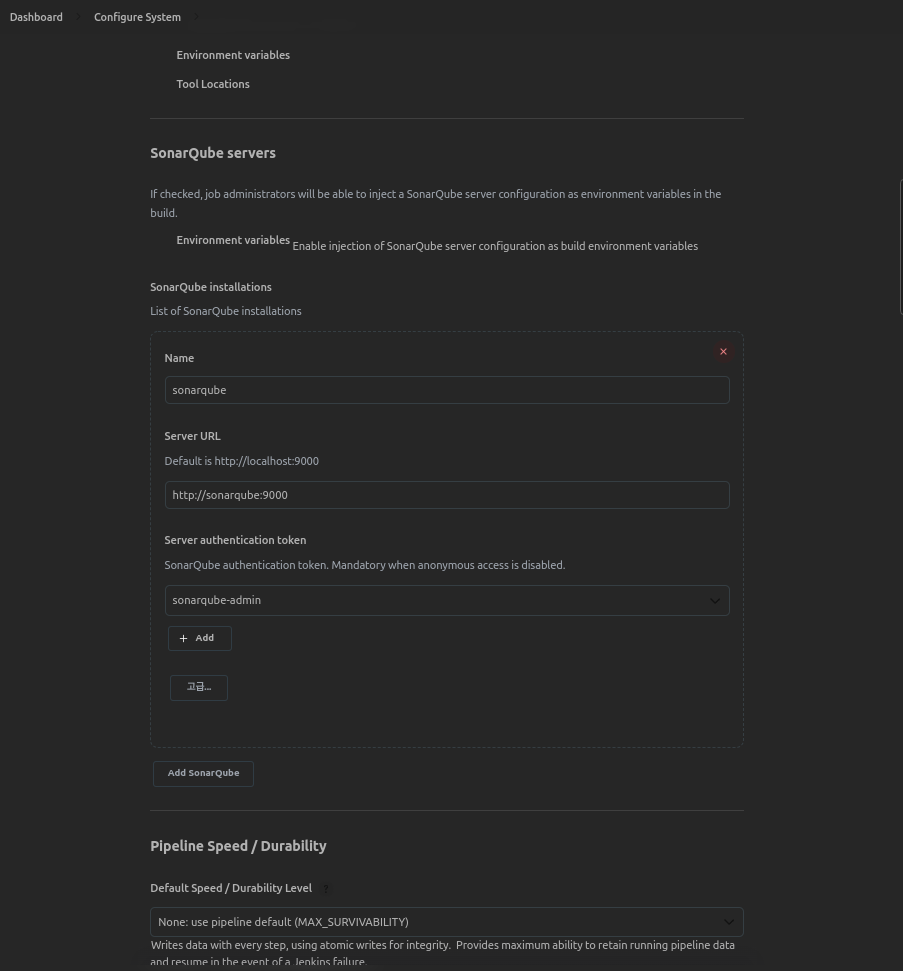 Dashboard
Configure System
Environment variables
Tool Locations
SonarQube servers
If checked, job administrators will be able to inject a SonarQube server configuration as environment variables in the
build.
Environment variables Enable injection of SonarQube server configuration as build environment variables
SonarQube installations
List of SonarQube installations
Name
sonarqube
Server URL
Default is http://localhost:9000
http://sonarqube:9000
Server authentication token
SonarQube authentication token. Mandatory when anonymous access is disabled.
sonarqube-admin
+ Add
고급...
Add SonarQube
Pipeline Speed / Durability
Default Speed / Durability Level ?
None: use pipeline default (MAX_SURVIVABILITY)
Writes data with every step, using atomic writes for integrity. Provides maximum ability to retain running pipeline data
and resume in the event of a Jenkins failure.